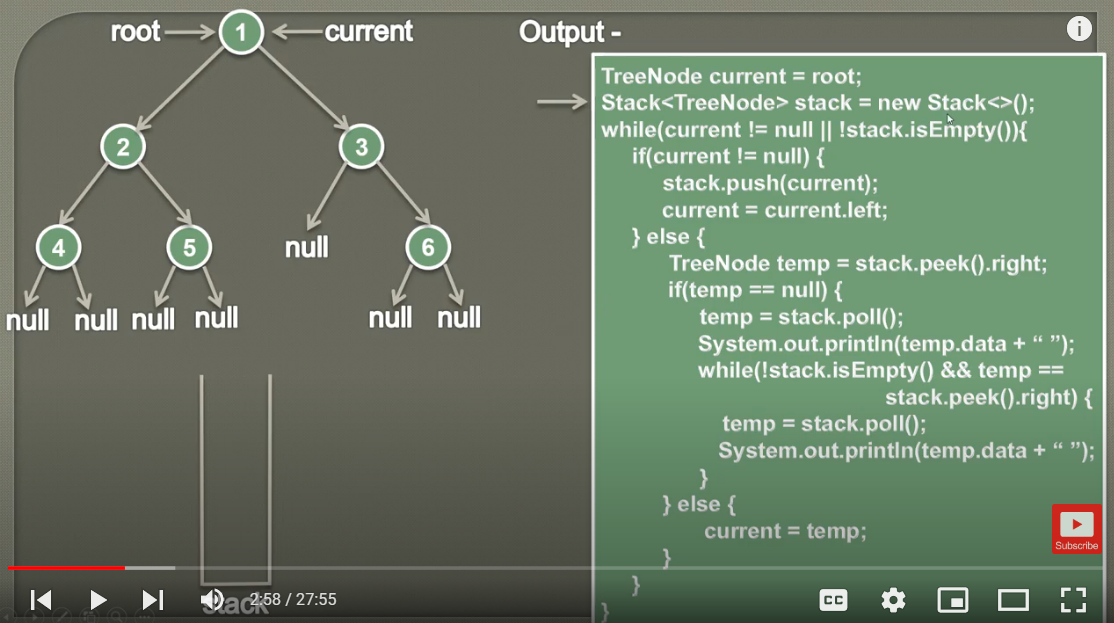 root
1
current
Output -
2
3
4
5
null
6
null
null
null
null
null
null
stack
TreeNode current = root;
Stack<TreeNode> stack = new Stack<>();
while(current != null || !stack.isEmpty()){
if(current != null) {
stack.push(current);
current = current.left;
} else {
TreeNode temp = stack.peek().right;
if(temp == null) {
temp = stack.poll();
System.out.println(temp.data + “ ”);
while(!stack.isEmpty() && temp ==
stack.peek().right) {
temp = stack.poll();
System.out.println(temp.data + “ ”);
}
} else {
current = temp;
}
}
}
Subscribe
2:58 / 27:55
CC